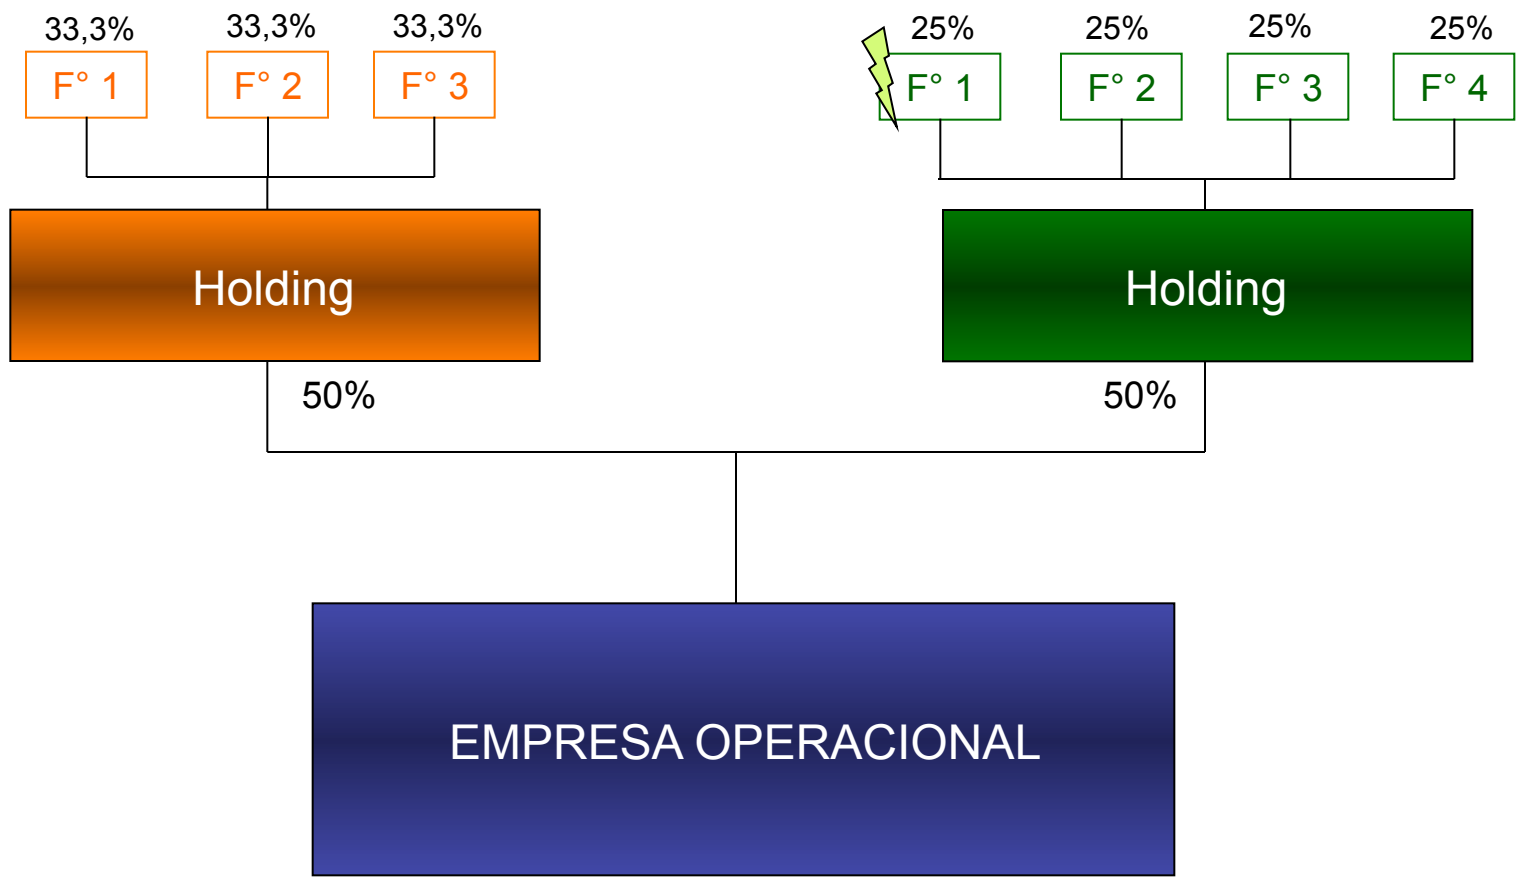 33,3% 33,3% 33,3% 25% 25% 25% 25%
F° 1 F° 2 F° 3 F° 1 F° 2 F° 3 F° 4
Holding Holding
50% 50%
EMPRESA OPERACIONAL